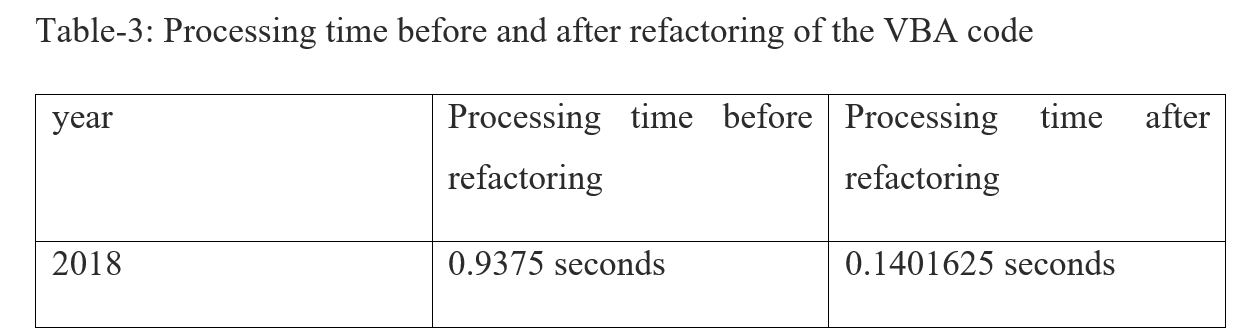 Table-3: Processing time before and after refactoring of the VBA code
year
Processing time before
refactoring
Processing time after
refactoring
2018
0.9375 seconds
0.1401625 seconds